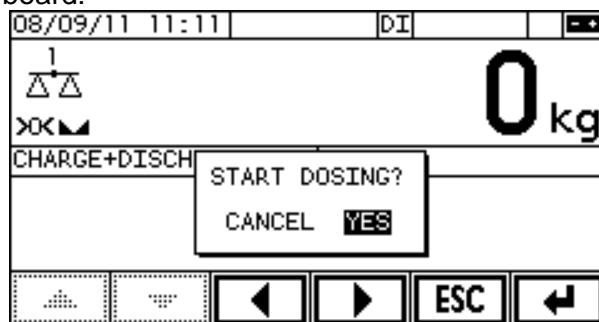 board.
08/09/11 11:11 DI
1
0 kg
CHARGE+DISCH
START DOSING?
CANCEL YES
ESC